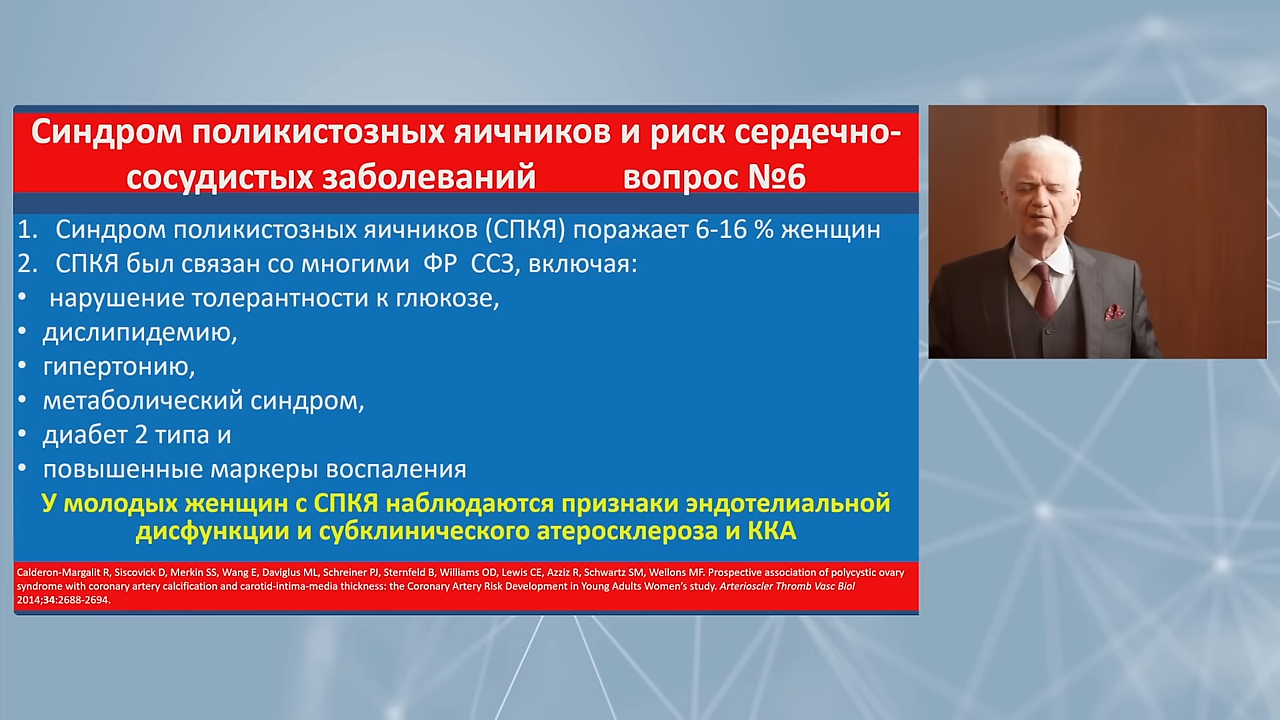 Синдром поликистозных яичников и риск сердечно-
сосудистых заболеваний вопрос №6
1. Синдром поликистозных яичников (СПКЯ) поражает 6-16 % женщин
2. СПКЯ был связан со многими ФР ССЗ, включая:
• нарушение толерантности к глюкозе,
• дислипидемию,
• гипертонию,
• метаболический синдром,
• диабет 2 типа и
• повышенные маркеры воспаления
У молодых женщин с СПКЯ наблюдаются признаки эндотелиальной
дисфункции и субклинического атеросклероза и ККА
Calderon-Margalit R, Siscovick D, Merkin SS, Wang E, Daviglus ML, Schreiner PJ, Sternfeld B, Williams OD, Lewis CE, Azziz R, Schwartz SM, Wellons MF. Prospective association of polycystic ovary
syndrome with coronary artery calcification and carotid-intima-media thickness: the Coronary Artery Risk Development in Young Adults Women’s study. Arterioscler Thromb Vasc Biol
2014;34:2688-2694.